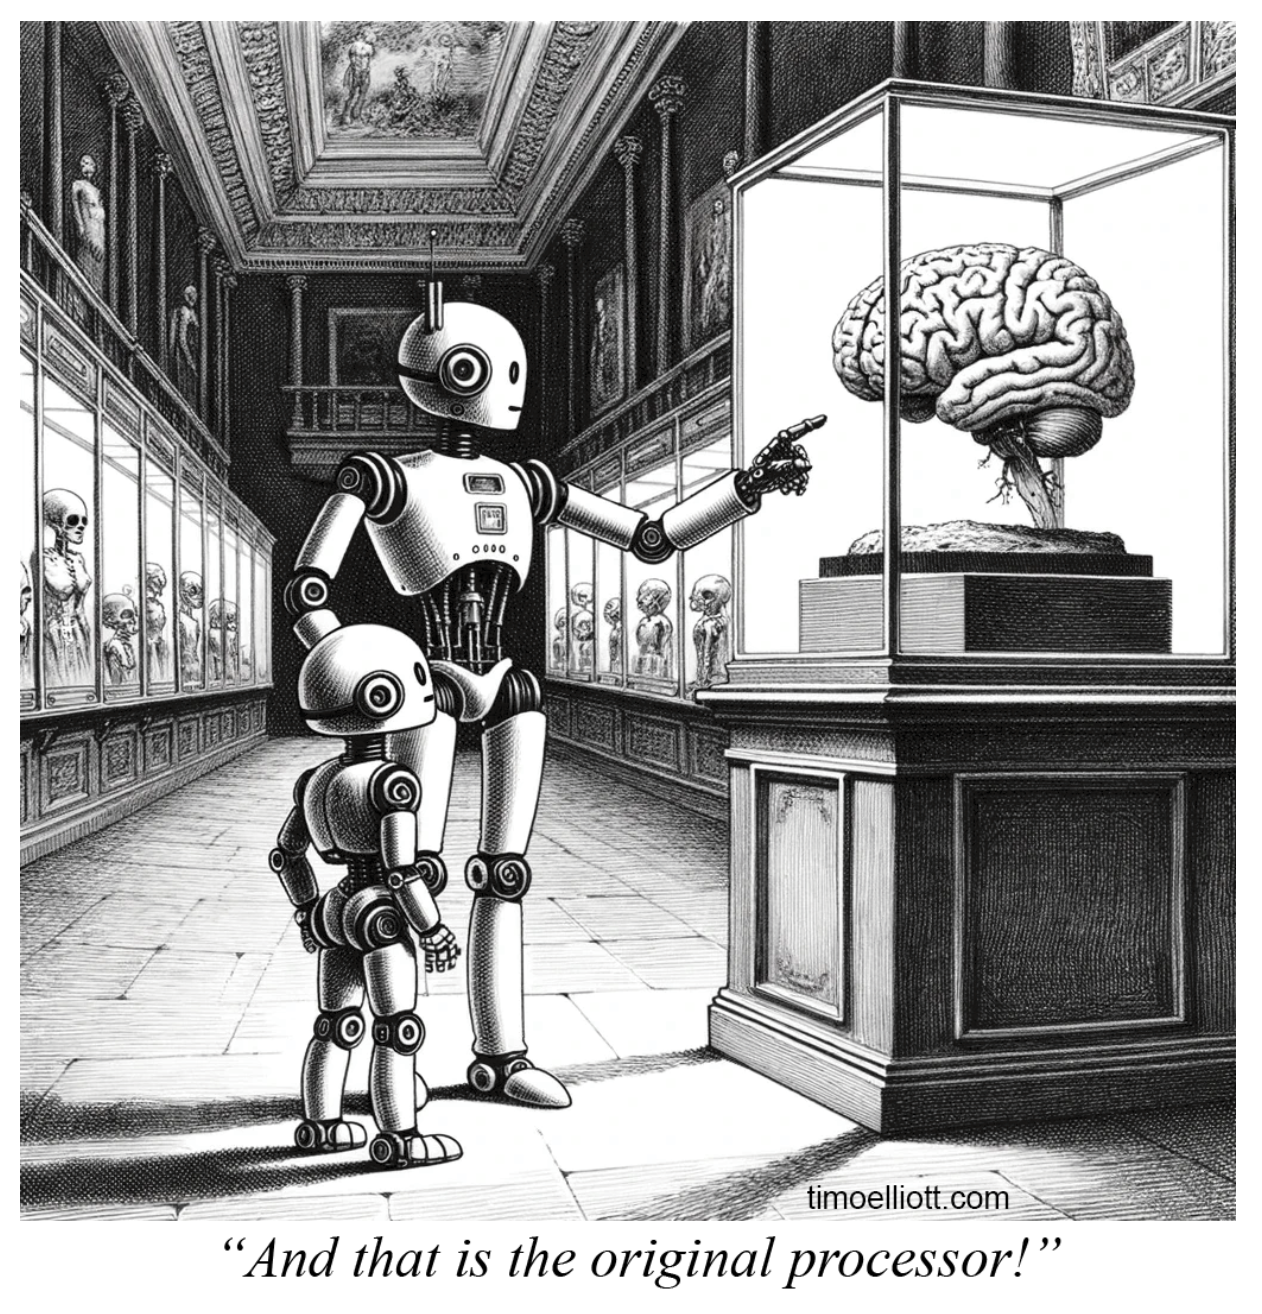 timoelliott.com
“And that is the original processor!”